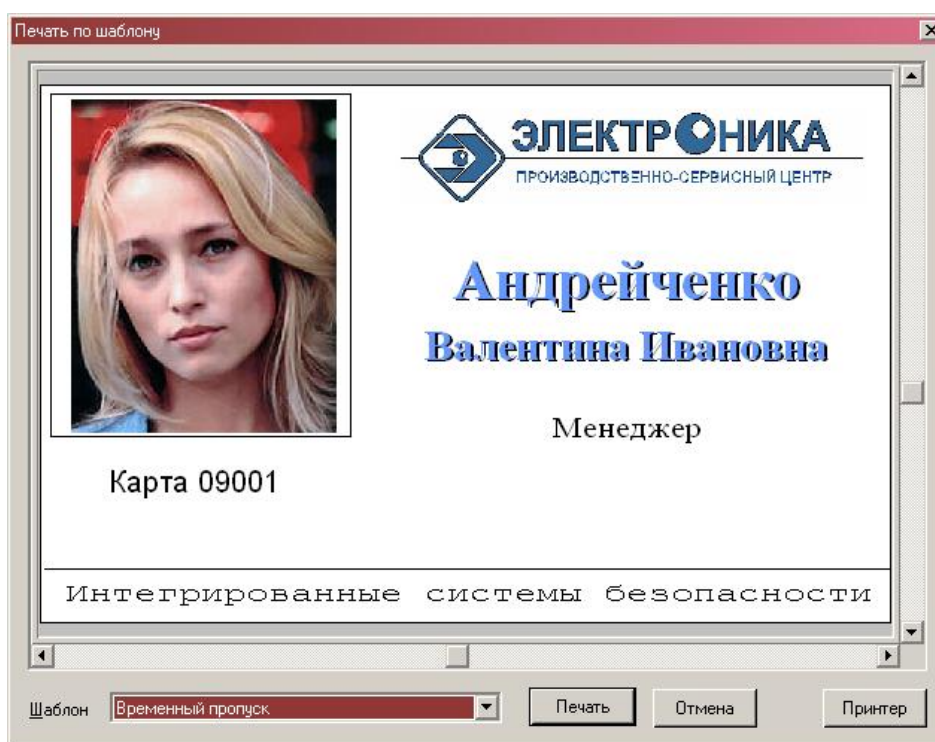 Печать по шаблону
ЭЛЕКТРОНИКА
ПРОИЗВОДСТВЕННО-СЕРВИСНЫЙ ЦЕНТР
Андрейченко
Валентина Ивановна
Менеджер
Карта 09001
Интегрированные системы безопасности
Шаблон Временный пропуск Печать Отмена Принтер